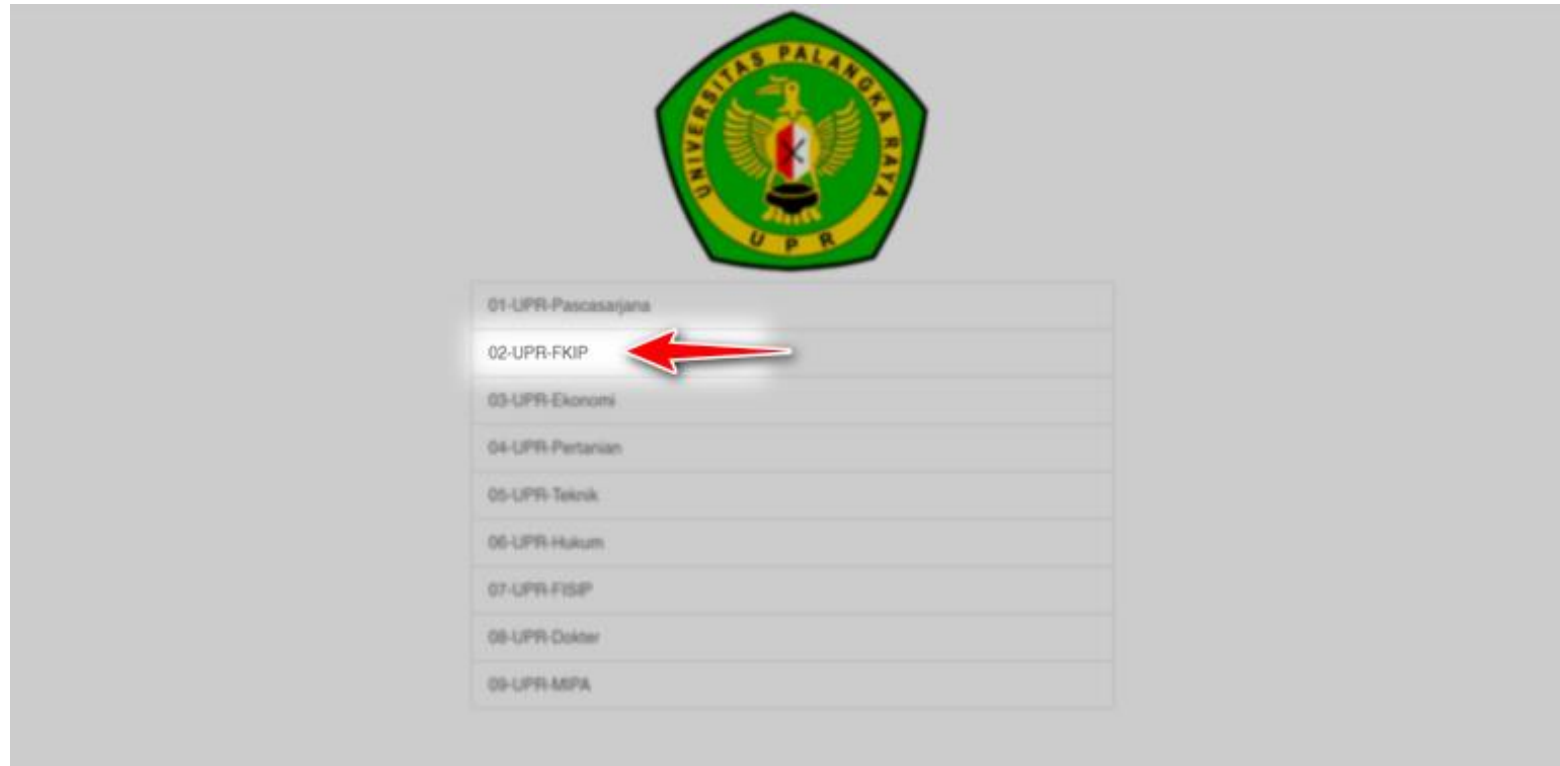 UNIVERSITAS PALANGKA RAYA
UPR
01-UPR-Pascasarjana
02-UPR-FKIP
03-UPR-Ekonomi
04-UPR-Pertanian
05-UPR-Teknik
06-UPR-Hukum
07-UPR-FISIP
08-UPR-Dokter
09-UPR-MIPA